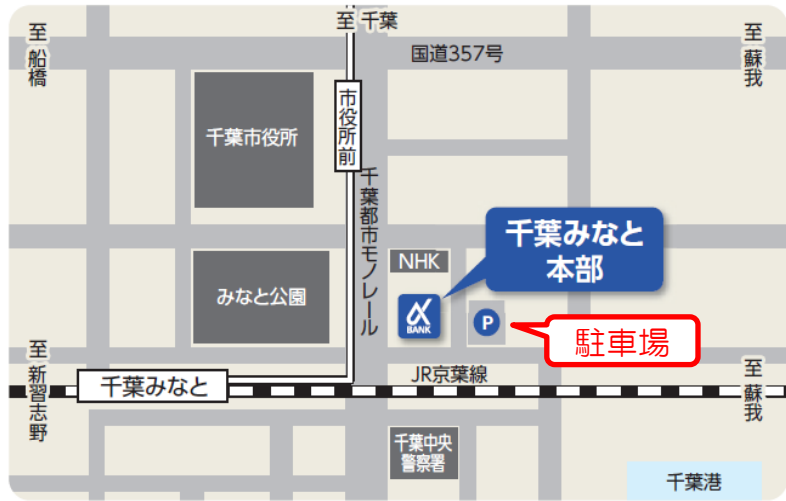 至千葉
至船橋
国道357号
至蘇我
市役所前
千葉市役所
千葉都市モノレール
千葉みなと
本部
NHK
みなと公園
BANK
P
駐車場
至新習志野
JR京葉線
至蘇我
千葉みなと
千葉中央
警察署
千葉港